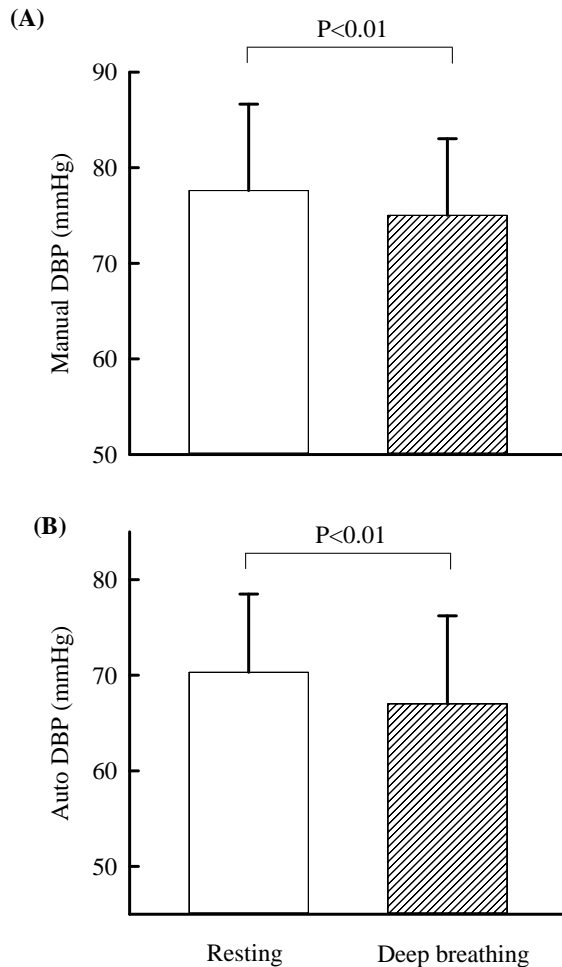 (A)
P<0.01
90
80
70
60
50
Manual DBP (mmHg)
(B)
P<0.01
80
70
60
50
Auto DBP (mmHg)
Resting
Deep breathing